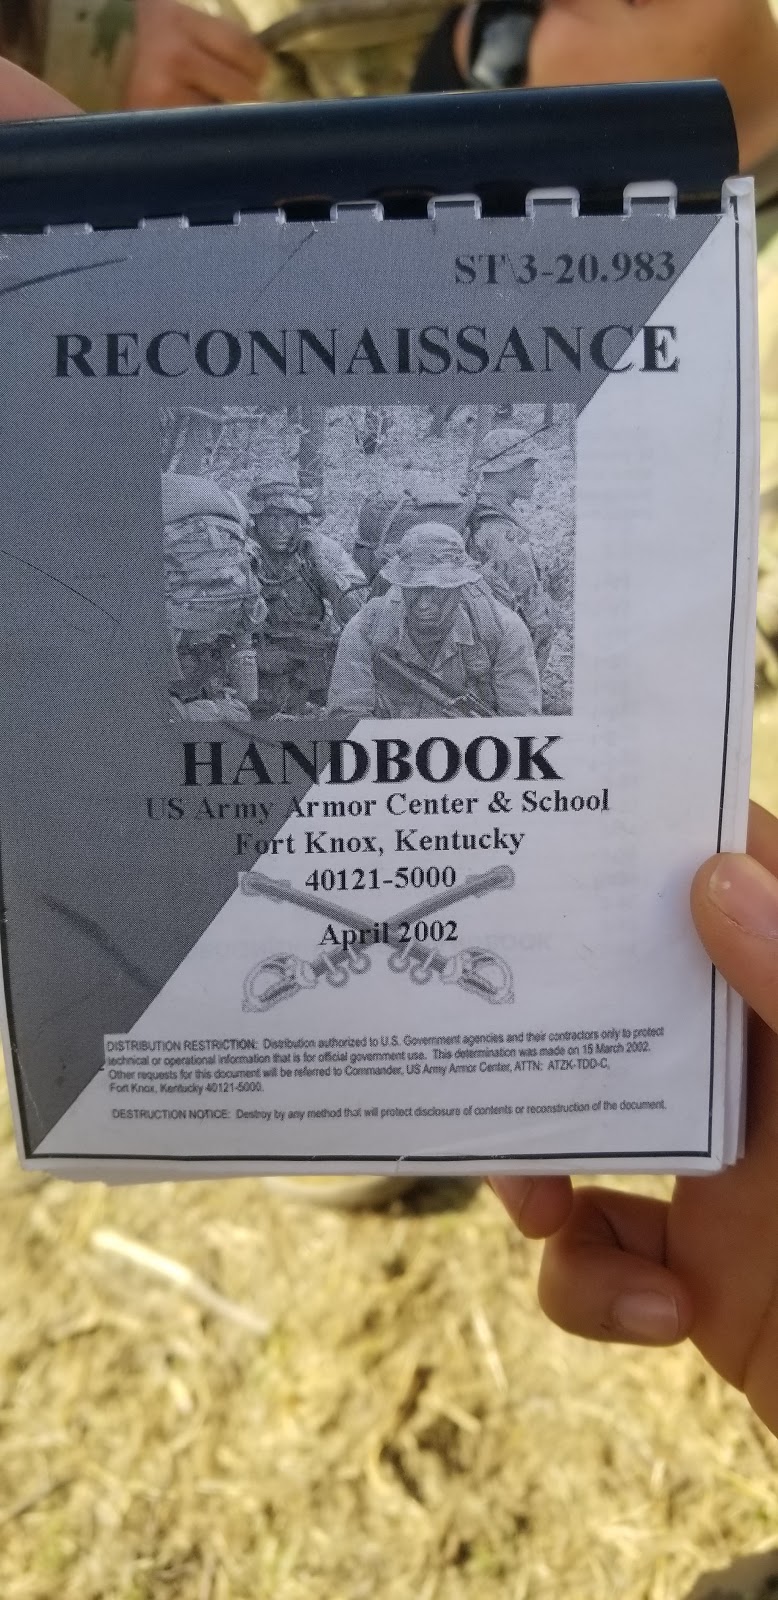 ST 3-20.983
RECONNAISSANCE
HANDBOOK
US Army Armor Center & School
Fort Knox, Kentucky
40121-5000
April 2002
DISTRIBUTION RESTRICTION: Distribution authorized to U.S. Government agencies and their contractors only to protect
technical or operational information that is for official government use. This determination was made on 15 March 2002.
Other requests for this document will be referred to Commander, US Army Armor Center, ATTN: ATZK-TDD-C,
Fort Knox, Kentucky 40121-5000.
DESTRUCTION NOTICE: Destroy by any method that will protect disclosure of contents or reconstruction of the document.